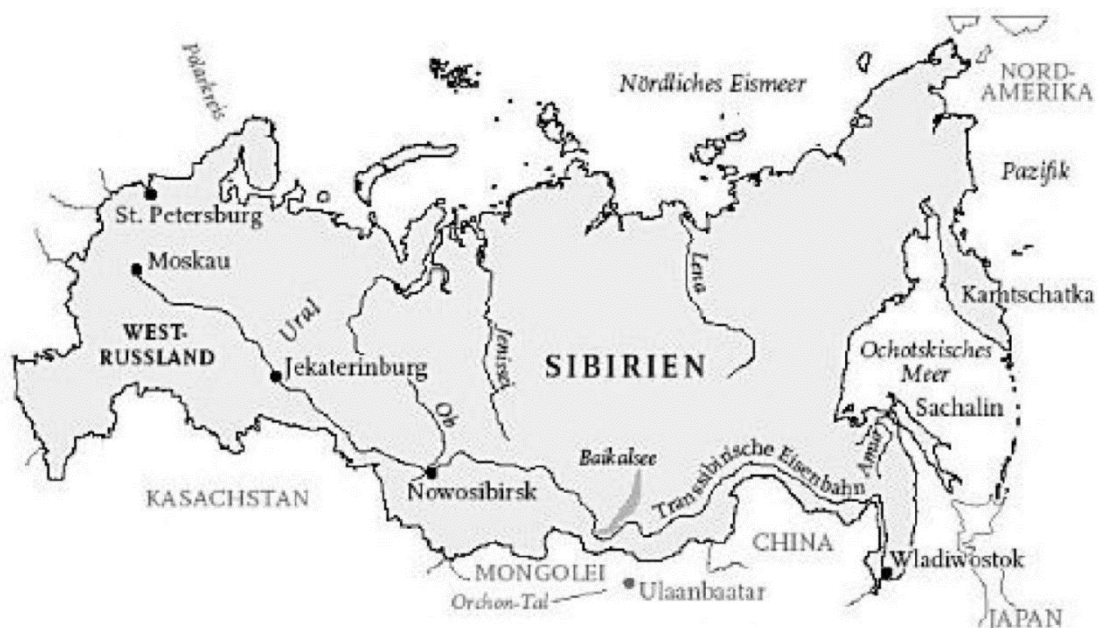 Polarkreis
Nördliches Eismeer
NORD-
AMERIKA
Pazifik
St. Petersburg
Moskau
Ural
WEST-
RUSSLAND
Jekaterinburg
Jenissei
Ob
Lena
SIBIRIEN
Kamtschatka
Ochotskisches
Meer
Sachalin
Amur
Baikalsee
Transsibirische Eisenbahn
Nowosibirsk
KASACHSTAN
CHINA
Wladiwostok
MONGOLEI
Orchon-Tal
Ulaanbaatar
JAPAN